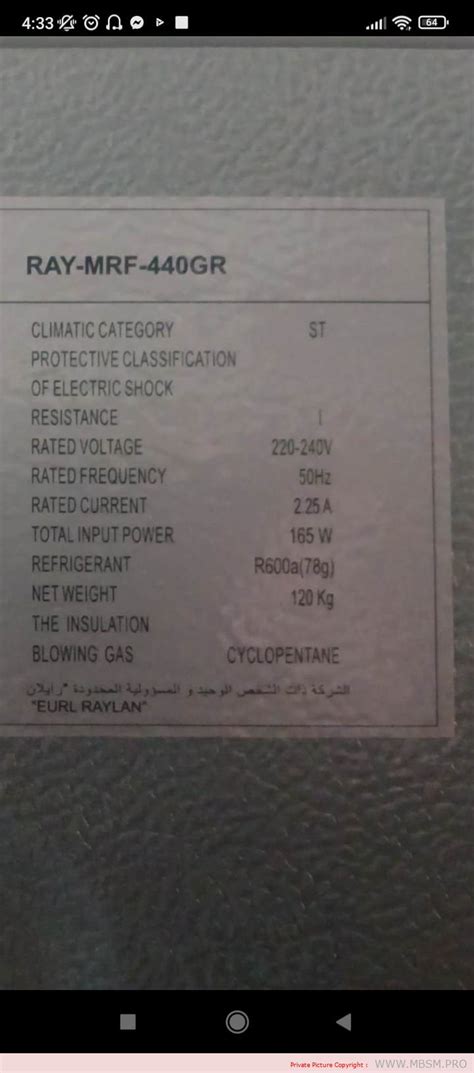 4:33
64
RAY-MRF-440GR
CLIMATIC CATEGORY ST
PROTECTIVE CLASSIFICATION
OF ELECTRIC SHOCK
RESISTANCE I
RATED VOLTAGE 220-240V
RATED FREQUENCY 50Hz
RATED CURRENT 2.25 A
TOTAL INPUT POWER 165 W
REFRIGERANT R600a(78g)
NET WEIGHT 120 Kg
THE INSULATION
BLOWING GAS CYCLOPENTANE
الشركة ذات الشخص الوحيد و المسؤولية المحدودة "رايلان
"EURL RAYLAN"
Private Picture Copyright : WWW.MBSM.PRO